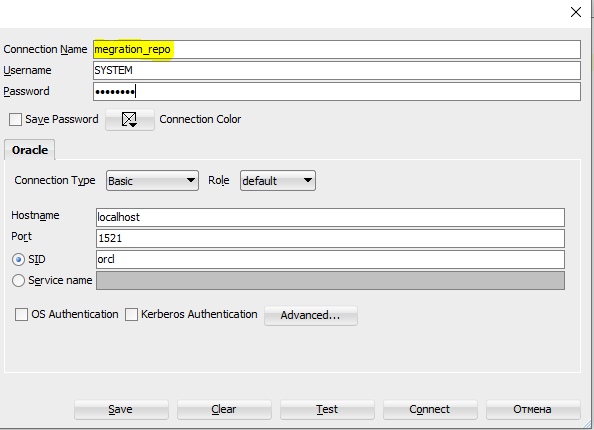 Connection Name megration_repo
Username SYSTEM
Password ••••••••
Save Password Connection Color
Oracle
Connection Type Basic Role default
Hostname localhost
Port 1521
SID orcl
Service name
OS Authentication Kerberos Authentication Advanced...
Save Clear Test Connect Отмена